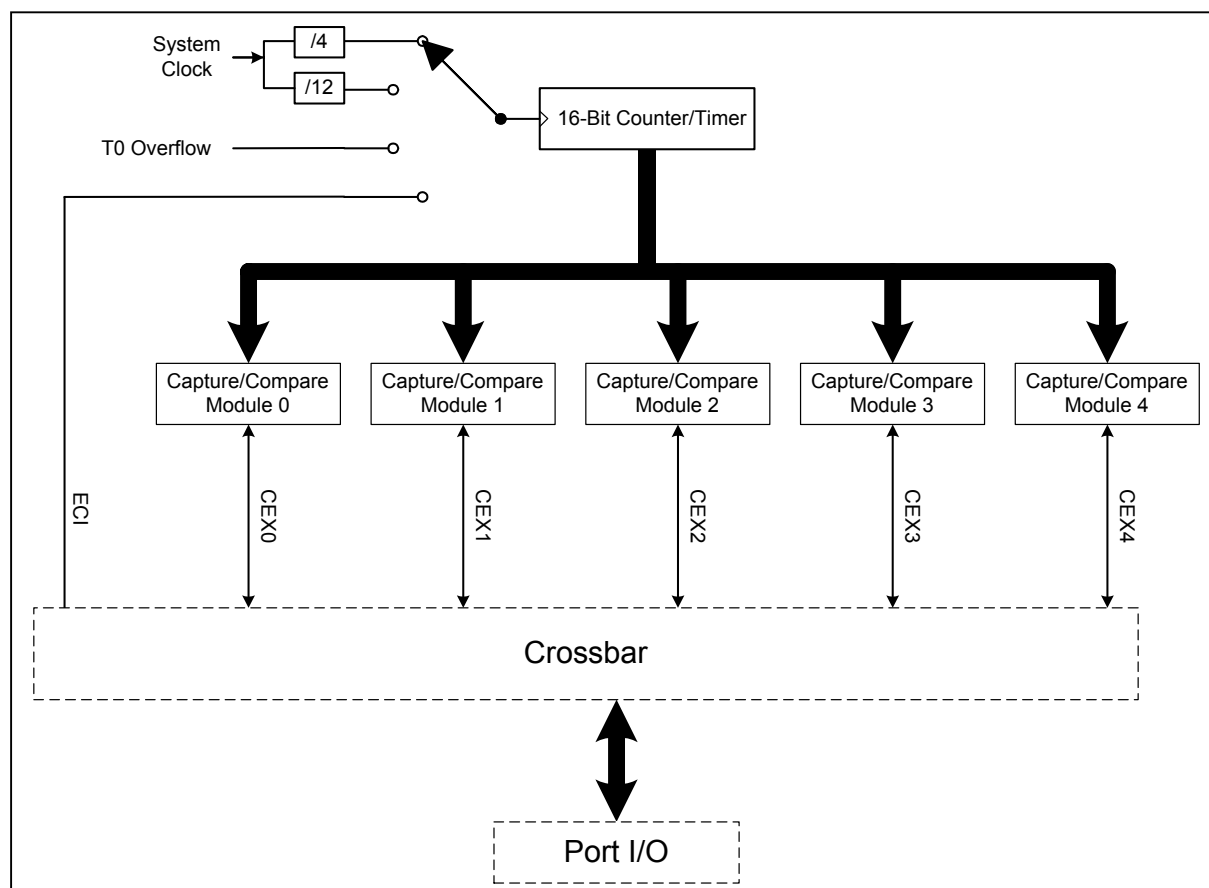 System
Clock
/4
/12
16-Bit Counter/Timer
T0 Overflow
Capture/Compare
Module 0
Capture/Compare
Module 1
Capture/Compare
Module 2
Capture/Compare
Module 3
Capture/Compare
Module 4
ECI
CEX0
CEX1
CEX2
CEX3
CEX4
Crossbar
Port I/O